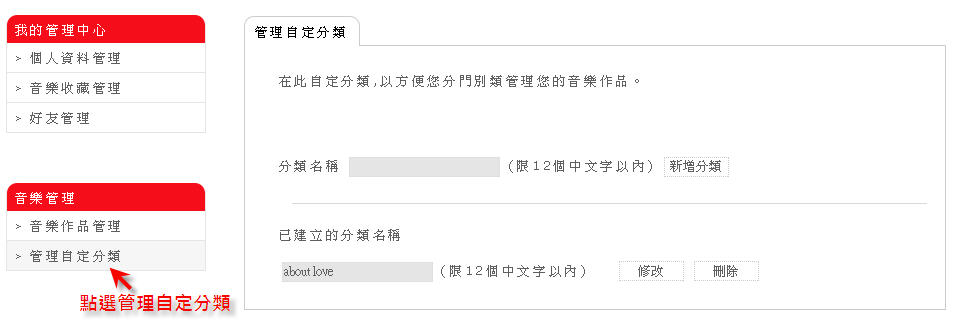 我的管理中心
> 個人資料管理
> 音樂收藏管理
> 好友管理
音樂管理
> 音樂作品管理
> 管理自定分類
點選管理自定分類
管理自定分類
在此自定分類,以方便您分門別類管理您的音樂作品。
分類名稱 (限12個中文字以內) 新增分類
已建立的分類名稱
about love (限12個中文字以內) 修改 刪除